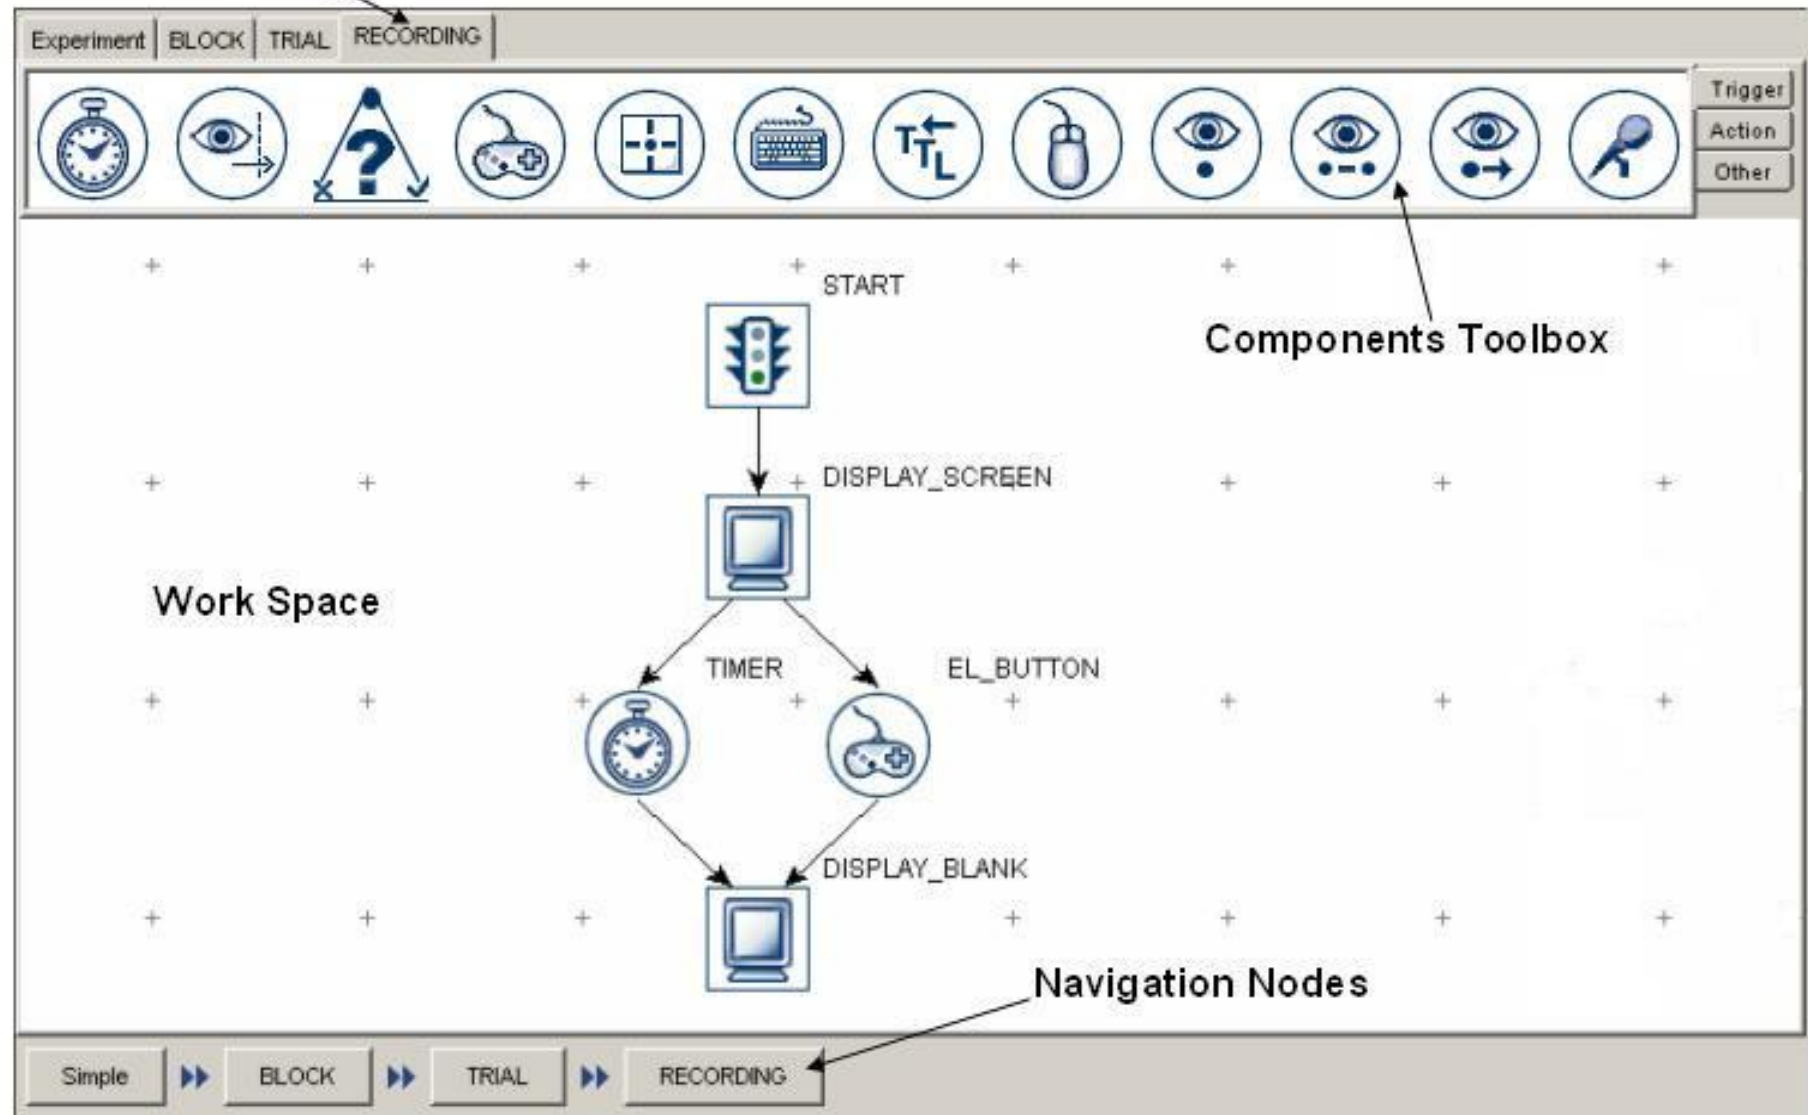 Experiment BLOCK TRIAL RECORDING
Trigger
Action
Other
TTL
START
Components Toolbox
DISPLAY_SCREEN
Work Space
TIMER
EL_BUTTON
DISPLAY_BLANK
Navigation Nodes
Simple BLOCK TRIAL RECORDING